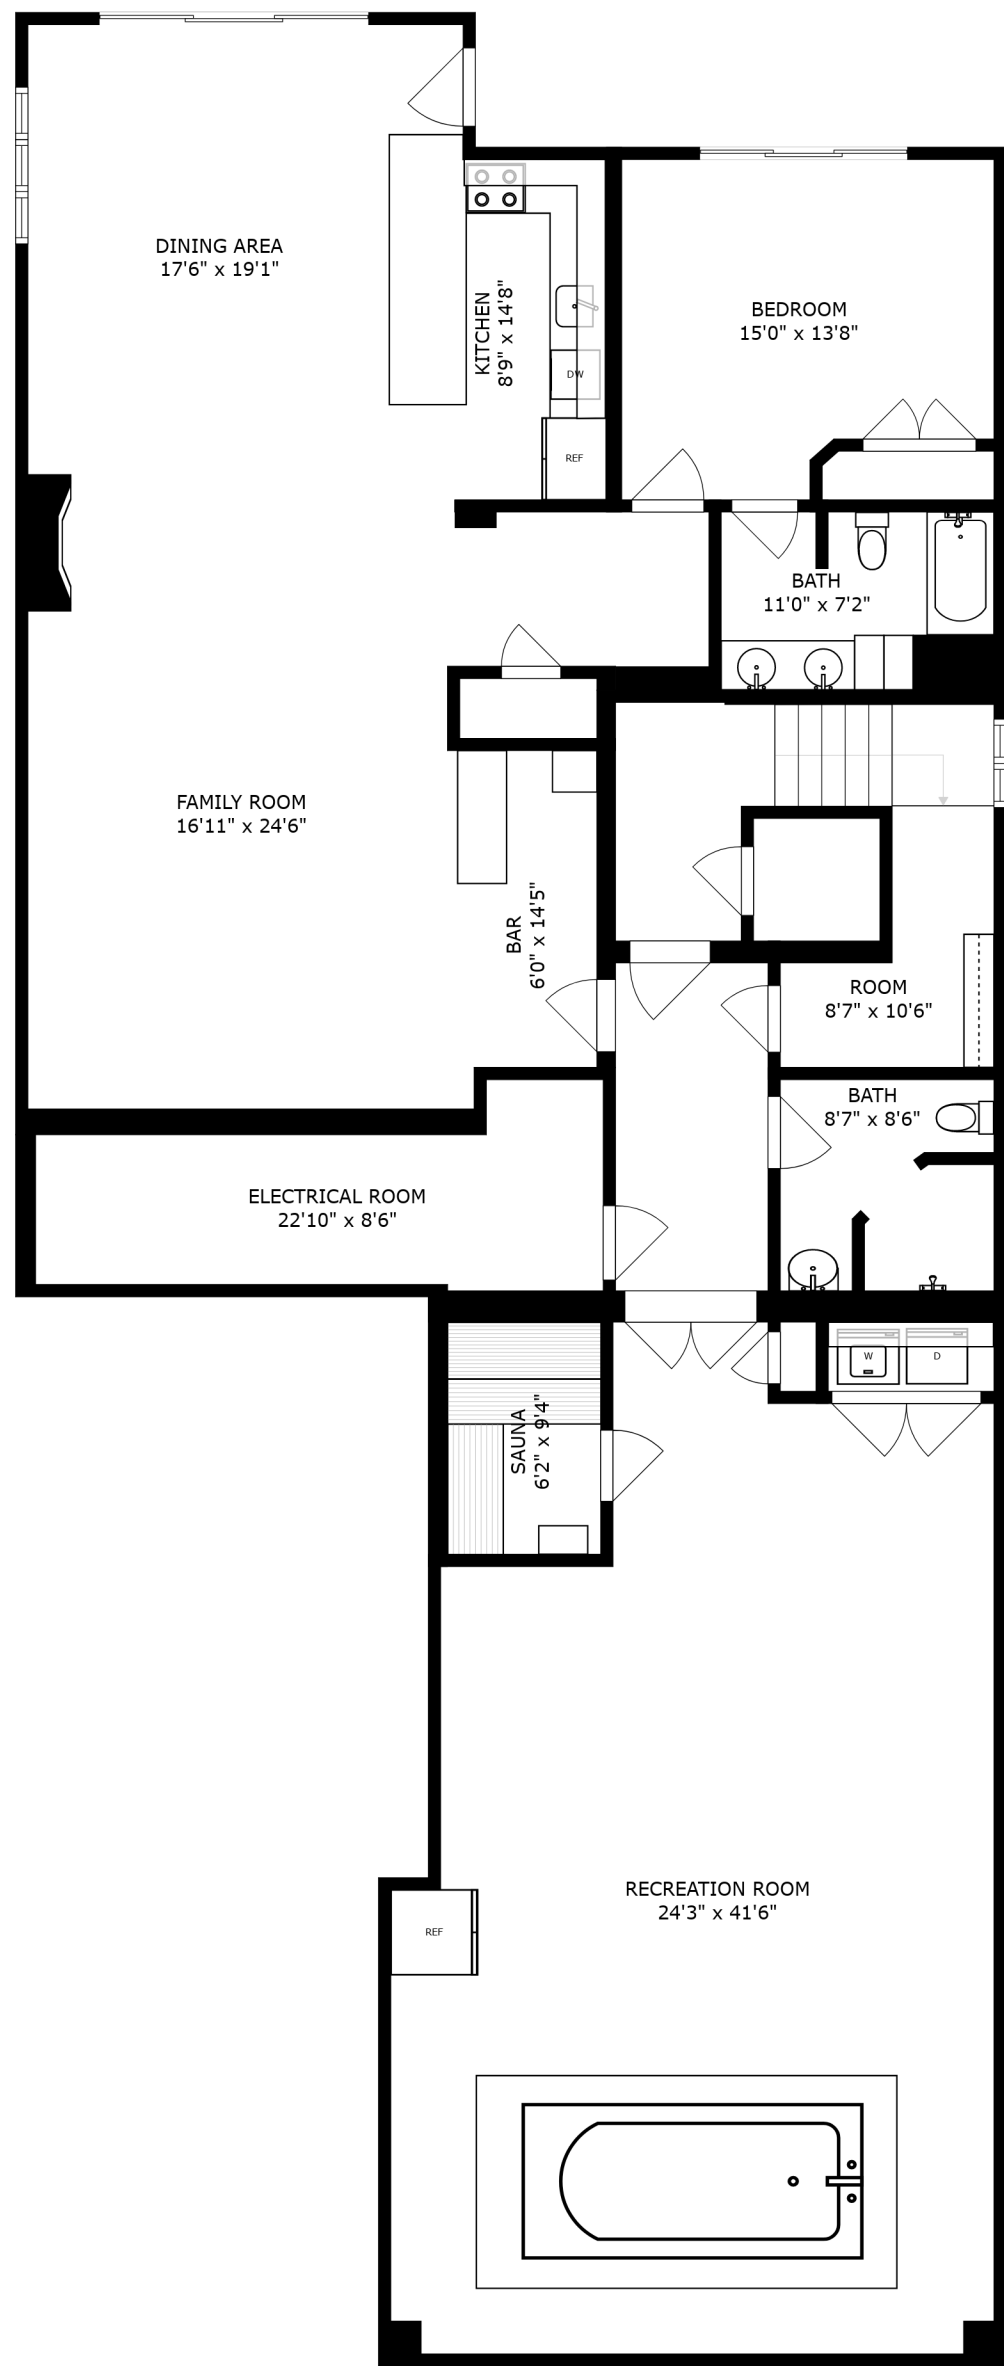 DINING AREA
17'6" x 19'1"
KITCHEN
8'9" x 14'8"
BEDROOM
15'0" x 13'8"
DW
REF
BATH
11'0" x 7'2"
FAMILY ROOM
16'11" x 24'6"
BAR
6'0" x 14'5"
ROOM
8'7" x 10'6"
BATH
8'7" x 8'6"
ELECTRICAL ROOM
22'10" x 8'6"
W
D
SAUNA
6'2" x 9'4"
RECREATION ROOM
24'3" x 41'6"
REF